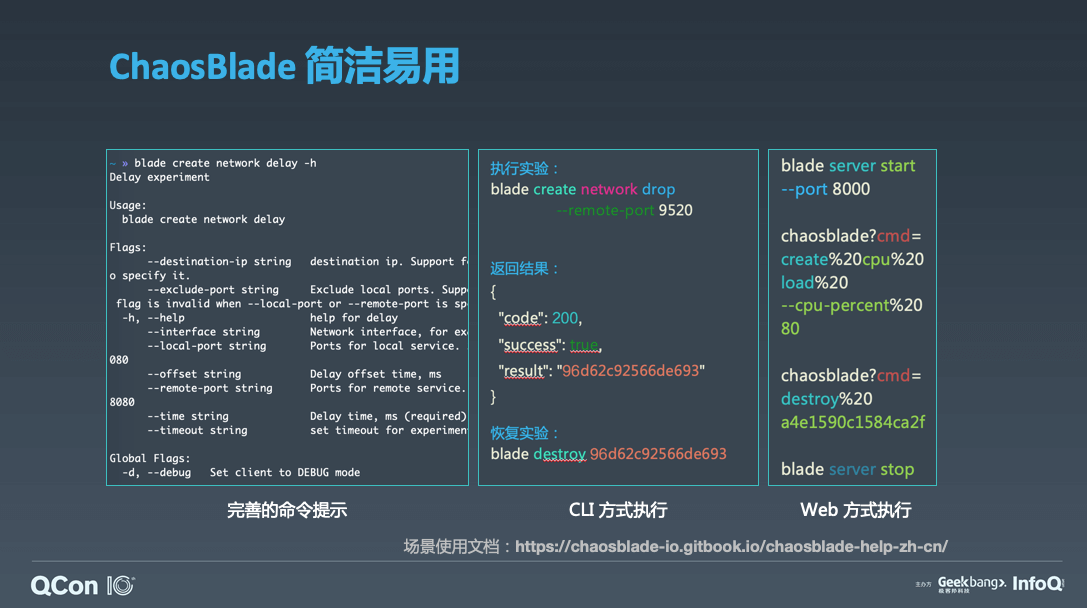 ChaosBlade 简洁易用
~ » blade create network delay -h
Delay experiment
Usage:
blade create network delay
Flags:
--destination-ip string destination ip. Support f
o specify it.
--exclude-port string Exclude local ports. Supp
flag is invalid when --local-port or --remote-port is sp
-h, --help help for delay
--interface string Network interface, for ex
--local-port string Ports for local service.
080
--offset string Delay offset time, ms
--remote-port string Ports for remote service.
8080
--time string Delay time, ms (required)
--timeout string set timeout for experimen
Global Flags:
-d, --debug Set client to DEBUG mode
完善的命令提示
执行实验：
blade create network drop
--remote-port 9520
返回结果：
{
"code": 200,
"success": true,
"result": "96d62c92566de693"
}
恢复实验：
blade destroy 96d62c92566de693
CLI 方式执行
blade server start
--port 8000
chaosblade?cmd=
create%20cpu%20
load%20
--cpu-percent%20
80
chaosblade?cmd=
destroy%20
a4e1590c1584ca2f
blade server stop
Web 方式执行
场景使用文档：https://chaosblade-io.gitbook.io/chaosblade-help-zh-cn/
QCon 10
主办方 Geekbang>. InfoQ
极客邦科技